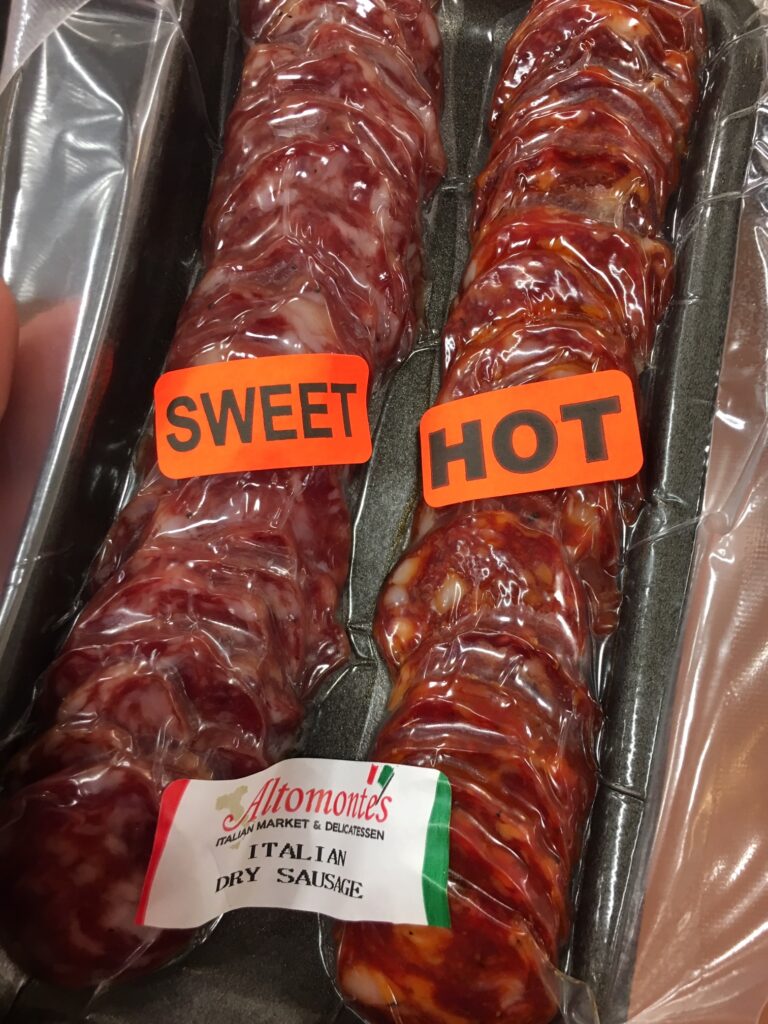 SWEET
HOT
Altomonte's
ITALIAN MARKET & DELICATESSEN
ITALIAN
DRY SAUSAGE